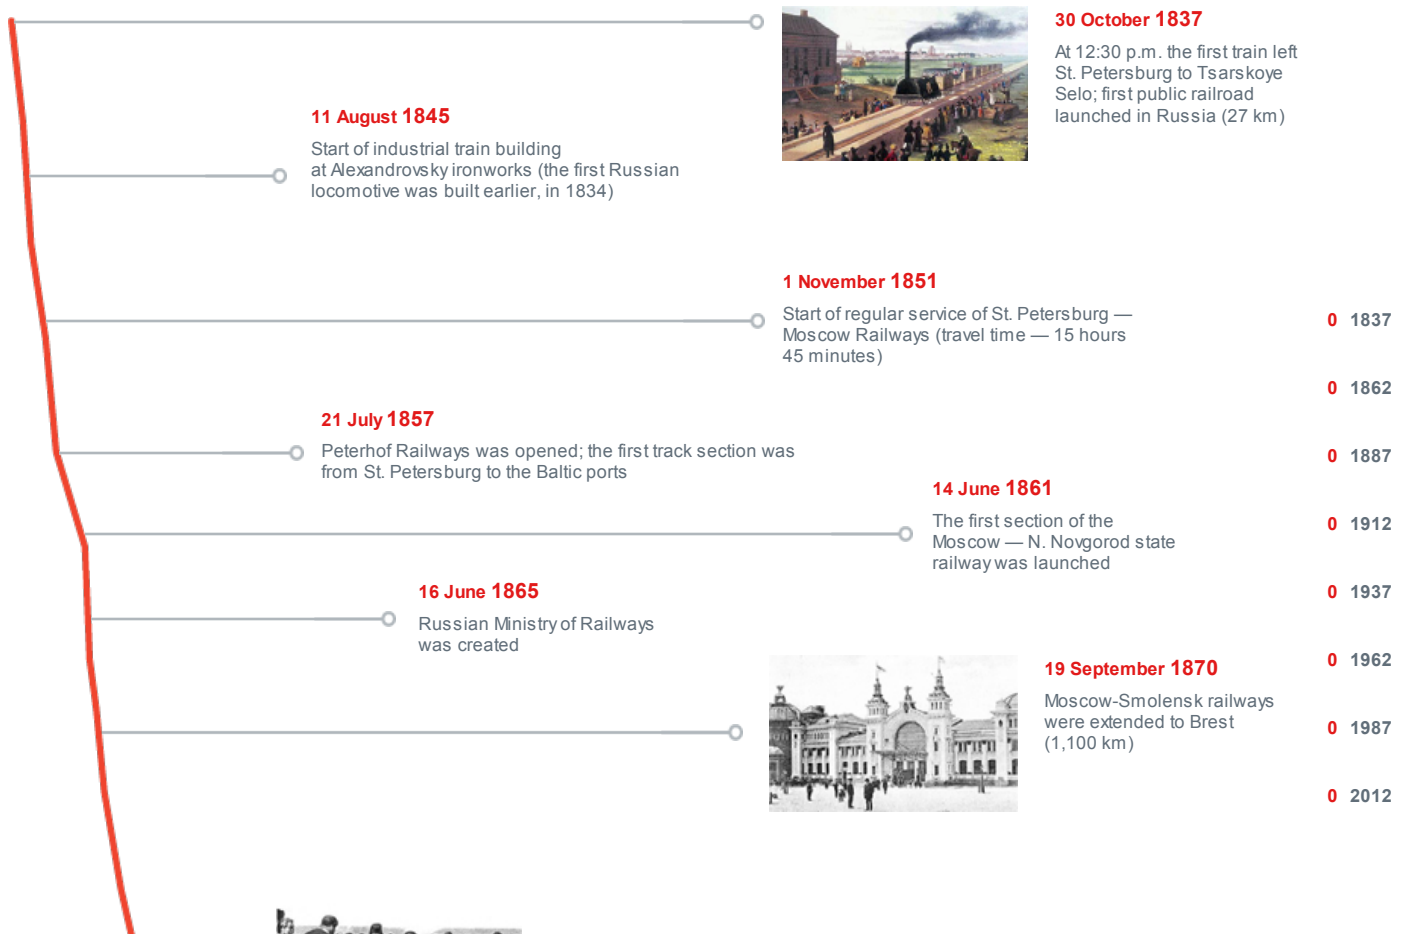 30 October 1837
At 12:30 p.m. the first train left
St. Petersburg to Tsarskoye
Selo; first public railroad
launched in Russia (27 km)
11 August 1845
Start of industrial train building
at Alexandrovsky ironworks (the first Russian
locomotive was built earlier, in 1834)
1 November 1851
Start of regular service of St. Petersburg —
Moscow Railways (travel time — 15 hours
45 minutes)
21 July 1857
Peterhof Railways was opened; the first track section was
from St. Petersburg to the Baltic ports
14 June 1861
The first section of the
Moscow — N. Novgorod state
railway was launched
16 June 1865
Russian Ministry of Railways
was created
19 September 1870
Moscow-Smolensk railways
were extended to Brest
(1,100 km)
0 1837
0 1862
0 1887
0 1912
0 1937
0 1962
0 1987
0 2012